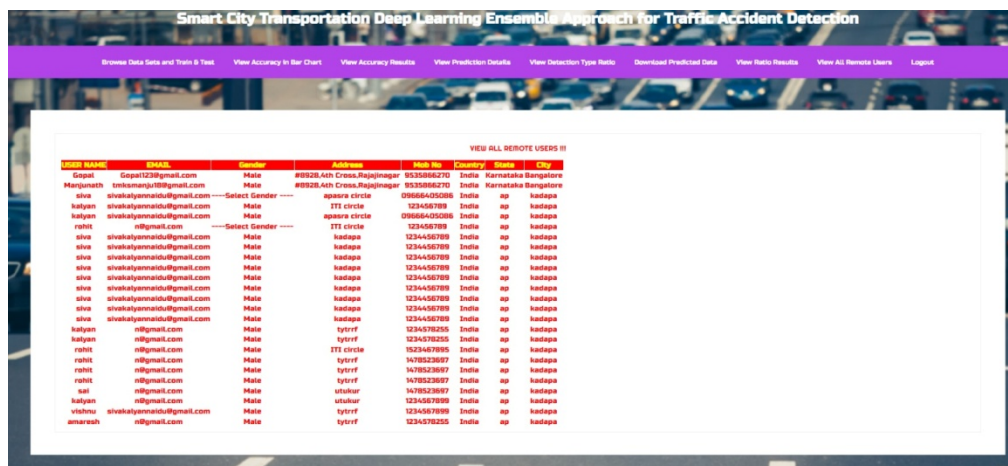 Smart City Transportation Deep Learning Ensemble Approach for Traffic Accident Detection
Browse Data Sets and Train & Test View Accuracy in Bar Chart View Accuracy Results View Prediction Details View Detection Type Ratio Download Predicted Data View Ratio Results View All Remote Users Logout
VIEW ALL REMOTE USERS !!!
USER NAME EMAIL Gender Address Mob No Country State City
Gopal Gopal123@gmail.com Male #8928,4th Cross,Rajajinagar 9535866270 India Karnataka Bangalore
Manjunath tmksmanju18@gmail.com Male #8928,4th Cross,Rajajinagar 9535866270 India Karnataka Bangalore
siva sivakalyannaidu@gmail.com ----Select Gender ---- apasra circle 09666405086 India ap kadapa
kalyan sivakalyannaidu@gmail.com Male ITI circle 123456789 India ap kadapa
kalyan sivakalyannaidu@gmail.com Male apasra circle 09666405086 India ap kadapa
rohit n@gmail.com ----Select Gender ---- ITI circle 123456789 India ap kadapa
siva sivakalyannaidu@gmail.com Male kadapa 1234456789 India ap kadapa
siva sivakalyannaidu@gmail.com Male kadapa 1234456789 India ap kadapa
siva sivakalyannaidu@gmail.com Male kadapa 1234456789 India ap kadapa
siva sivakalyannaidu@gmail.com Male kadapa 1234456789 India ap kadapa
siva sivakalyannaidu@gmail.com Male kadapa 1234456789 India ap kadapa
siva sivakalyannaidu@gmail.com Male kadapa 1234456789 India ap kadapa
siva sivakalyannaidu@gmail.com Male kadapa 1234456789 India ap kadapa
siva sivakalyannaidu@gmail.com Male kadapa 1234456789 India ap kadapa
siva sivakalyannaidu@gmail.com Male kadapa 1234456789 India ap kadapa
kalyan n@gmail.com Male tytrrf 1234578255 India ap kadapa
kalyan n@gmail.com Male tytrrf 1234578255 India ap kadapa
rohit n@gmail.com Male ITI circle 1523467895 India ap kadapa
rohit n@gmail.com Male tytrrf 1478523697 India ap kadapa
rohit n@gmail.com Male tytrrf 1478523697 India ap kadapa
rohit n@gmail.com Male tytrrf 1478523697 India ap kadapa
sai n@gmail.com Male utukur 1478523697 India ap kadapa
kalyan n@gmail.com Male utukur 1234567899 India ap kadapa
vishnu sivakalyannaidu@gmail.com Male tytrrf 1234567899 India ap kadapa
amaresh n@gmail.com Male tytrrf 1234578255 India ap kadapa